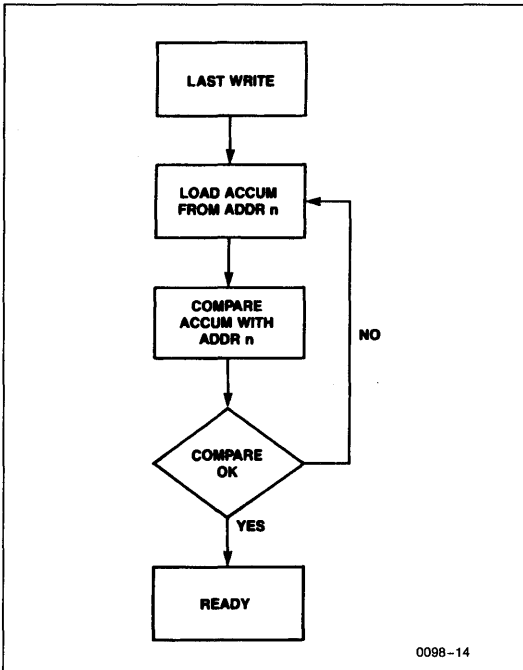 LAST WRITE
LOAD ACCUM
FROM ADDR n
COMPARE
ACCUM WITH
ADDR n
NO
COMPARE
OK
YES
READY
0098-14